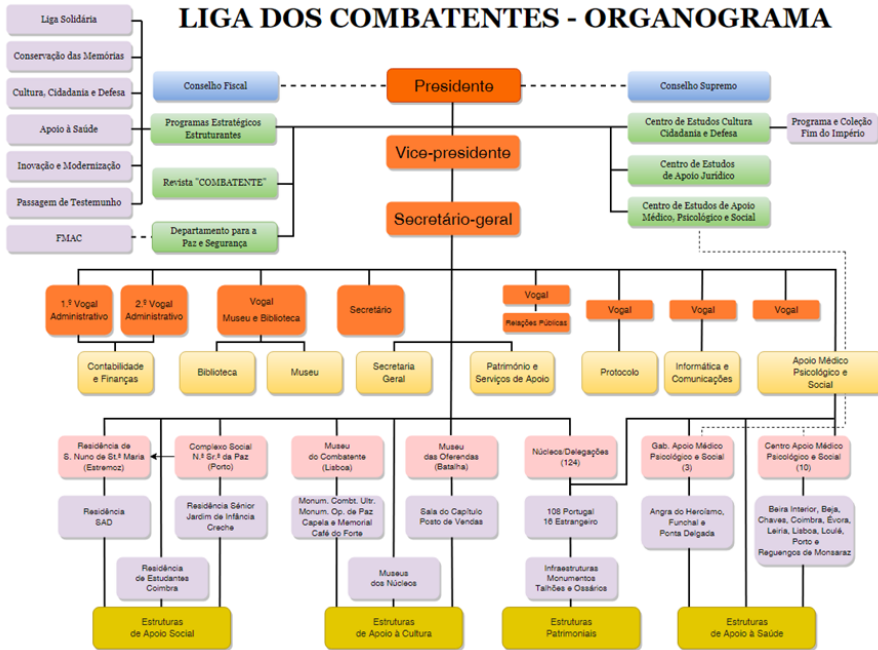 LIGA DOS COMBATENTES - ORGANOGRAMA
Liga Solidária
Conservação das Memórias
Cultura, Cidadania e Defesa
Apoio à Saúde
Inovação e Modernização
Passagem de Testemunho
FMAC
Conselho Fiscal
Presidente
Conselho Supremo
Programas Estratégicos
Estruturantes
Revista "COMBATENTE"
Departamento para a
Paz e Segurança
Vice-presidente
Secretário-geral
Centro de Estudos Cultura
Cidadania e Defesa
Programa e Coleção
Fim do Império
Centro de Estudos
de Apoio Jurídico
Centro de Estudos de Apoio
Médico, Psicológico e Social
1.º Vogal
Administrativo
2.º Vogal
Administrativo
Vogal
Museu e Biblioteca
Secretário
Vogal
Relações Públicas
Vogal
Vogal
Vogal
Contabilidade
e Finanças
Biblioteca
Museu
Secretaria
Geral
Património e
Serviços de Apoio
Protocolo
Informática e
Comunicações
Apoio Médico
Psicológico e
Social
Residência de
S. Nuno de Stª Maria
(Estremoz)
Complexo Social
N.ª Sr.ª da Paz
(Porto)
Museu
do Combatente
(Lisboa)
Museu
das Oferendas
(Batalha)
Núcleos/Delegações
(124)
Gab. Apoio Médico
Psicológico e Social
(3)
Centro Apoio Médico
Psicológico e Social
(10)
Residência
SAD
Residência Sénior
Jardim de Infância
Creche
Monum. Combt. Ultr.
Monum. Op. de Paz
Capela e Memorial
Café do Forte
Sala do Capítulo
Posto de Vendas
108 Portugal
16 Estrangeiro
Angra do Heroísmo,
Funchal e
Ponta Delgada
Beira Interior, Beja,
Chaves, Coimbra, Évora,
Leiria, Lisboa, Loulé,
Porto e
Reguengos de Monsaraz
Residência
de Estudantes
Coimbra
Museus
dos Núcleos
Infraestruturas
Monumentos
Talhões e Ossários
Estruturas
de Apoio Social
Estruturas
de Apoio à Cultura
Estruturas
Patrimoniais
Estruturas
de Apoio à Saúde